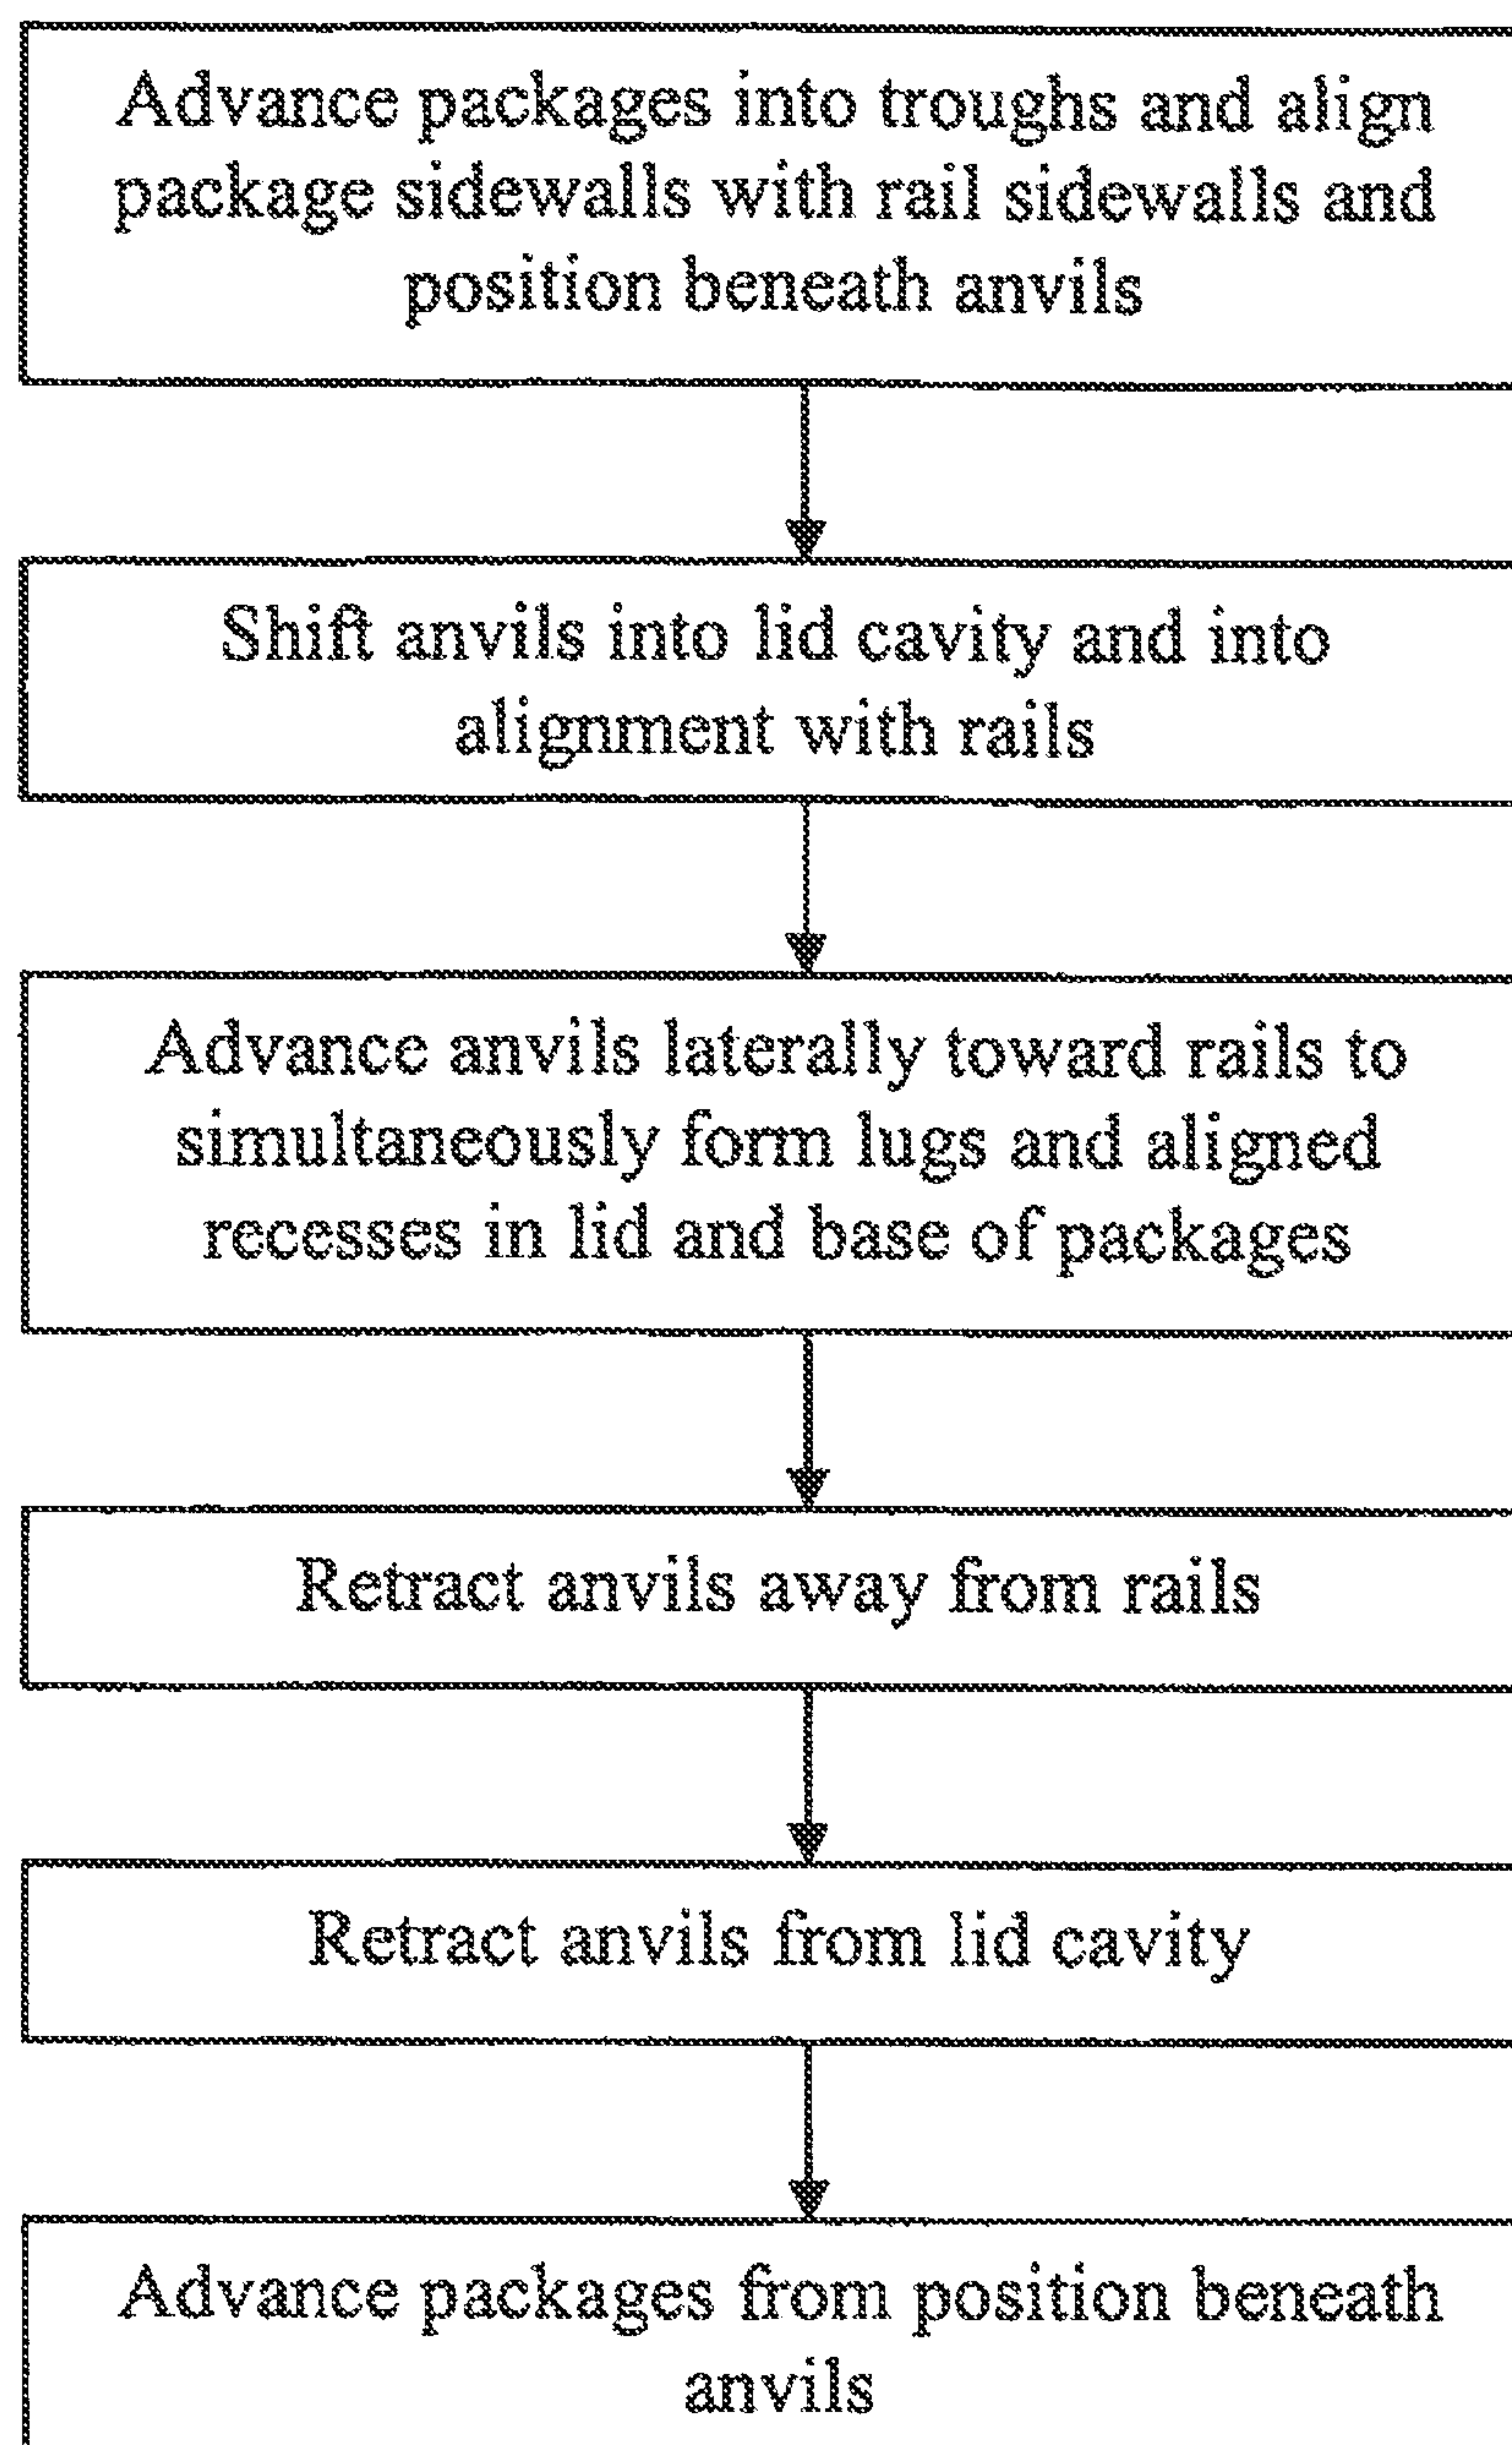 Advance packages into troughs and align
package sidewalls with rail sidewalls and
position beneath anvils
Shift anvils into lid cavity and into
alignment with rails
Advance anvils laterally toward rails to
simultaneously form lugs and aligned
recesses in lid and base of packages
Retract anvils away from rails
Retract anvils from lid cavity
Advance packages from position beneath
anvils